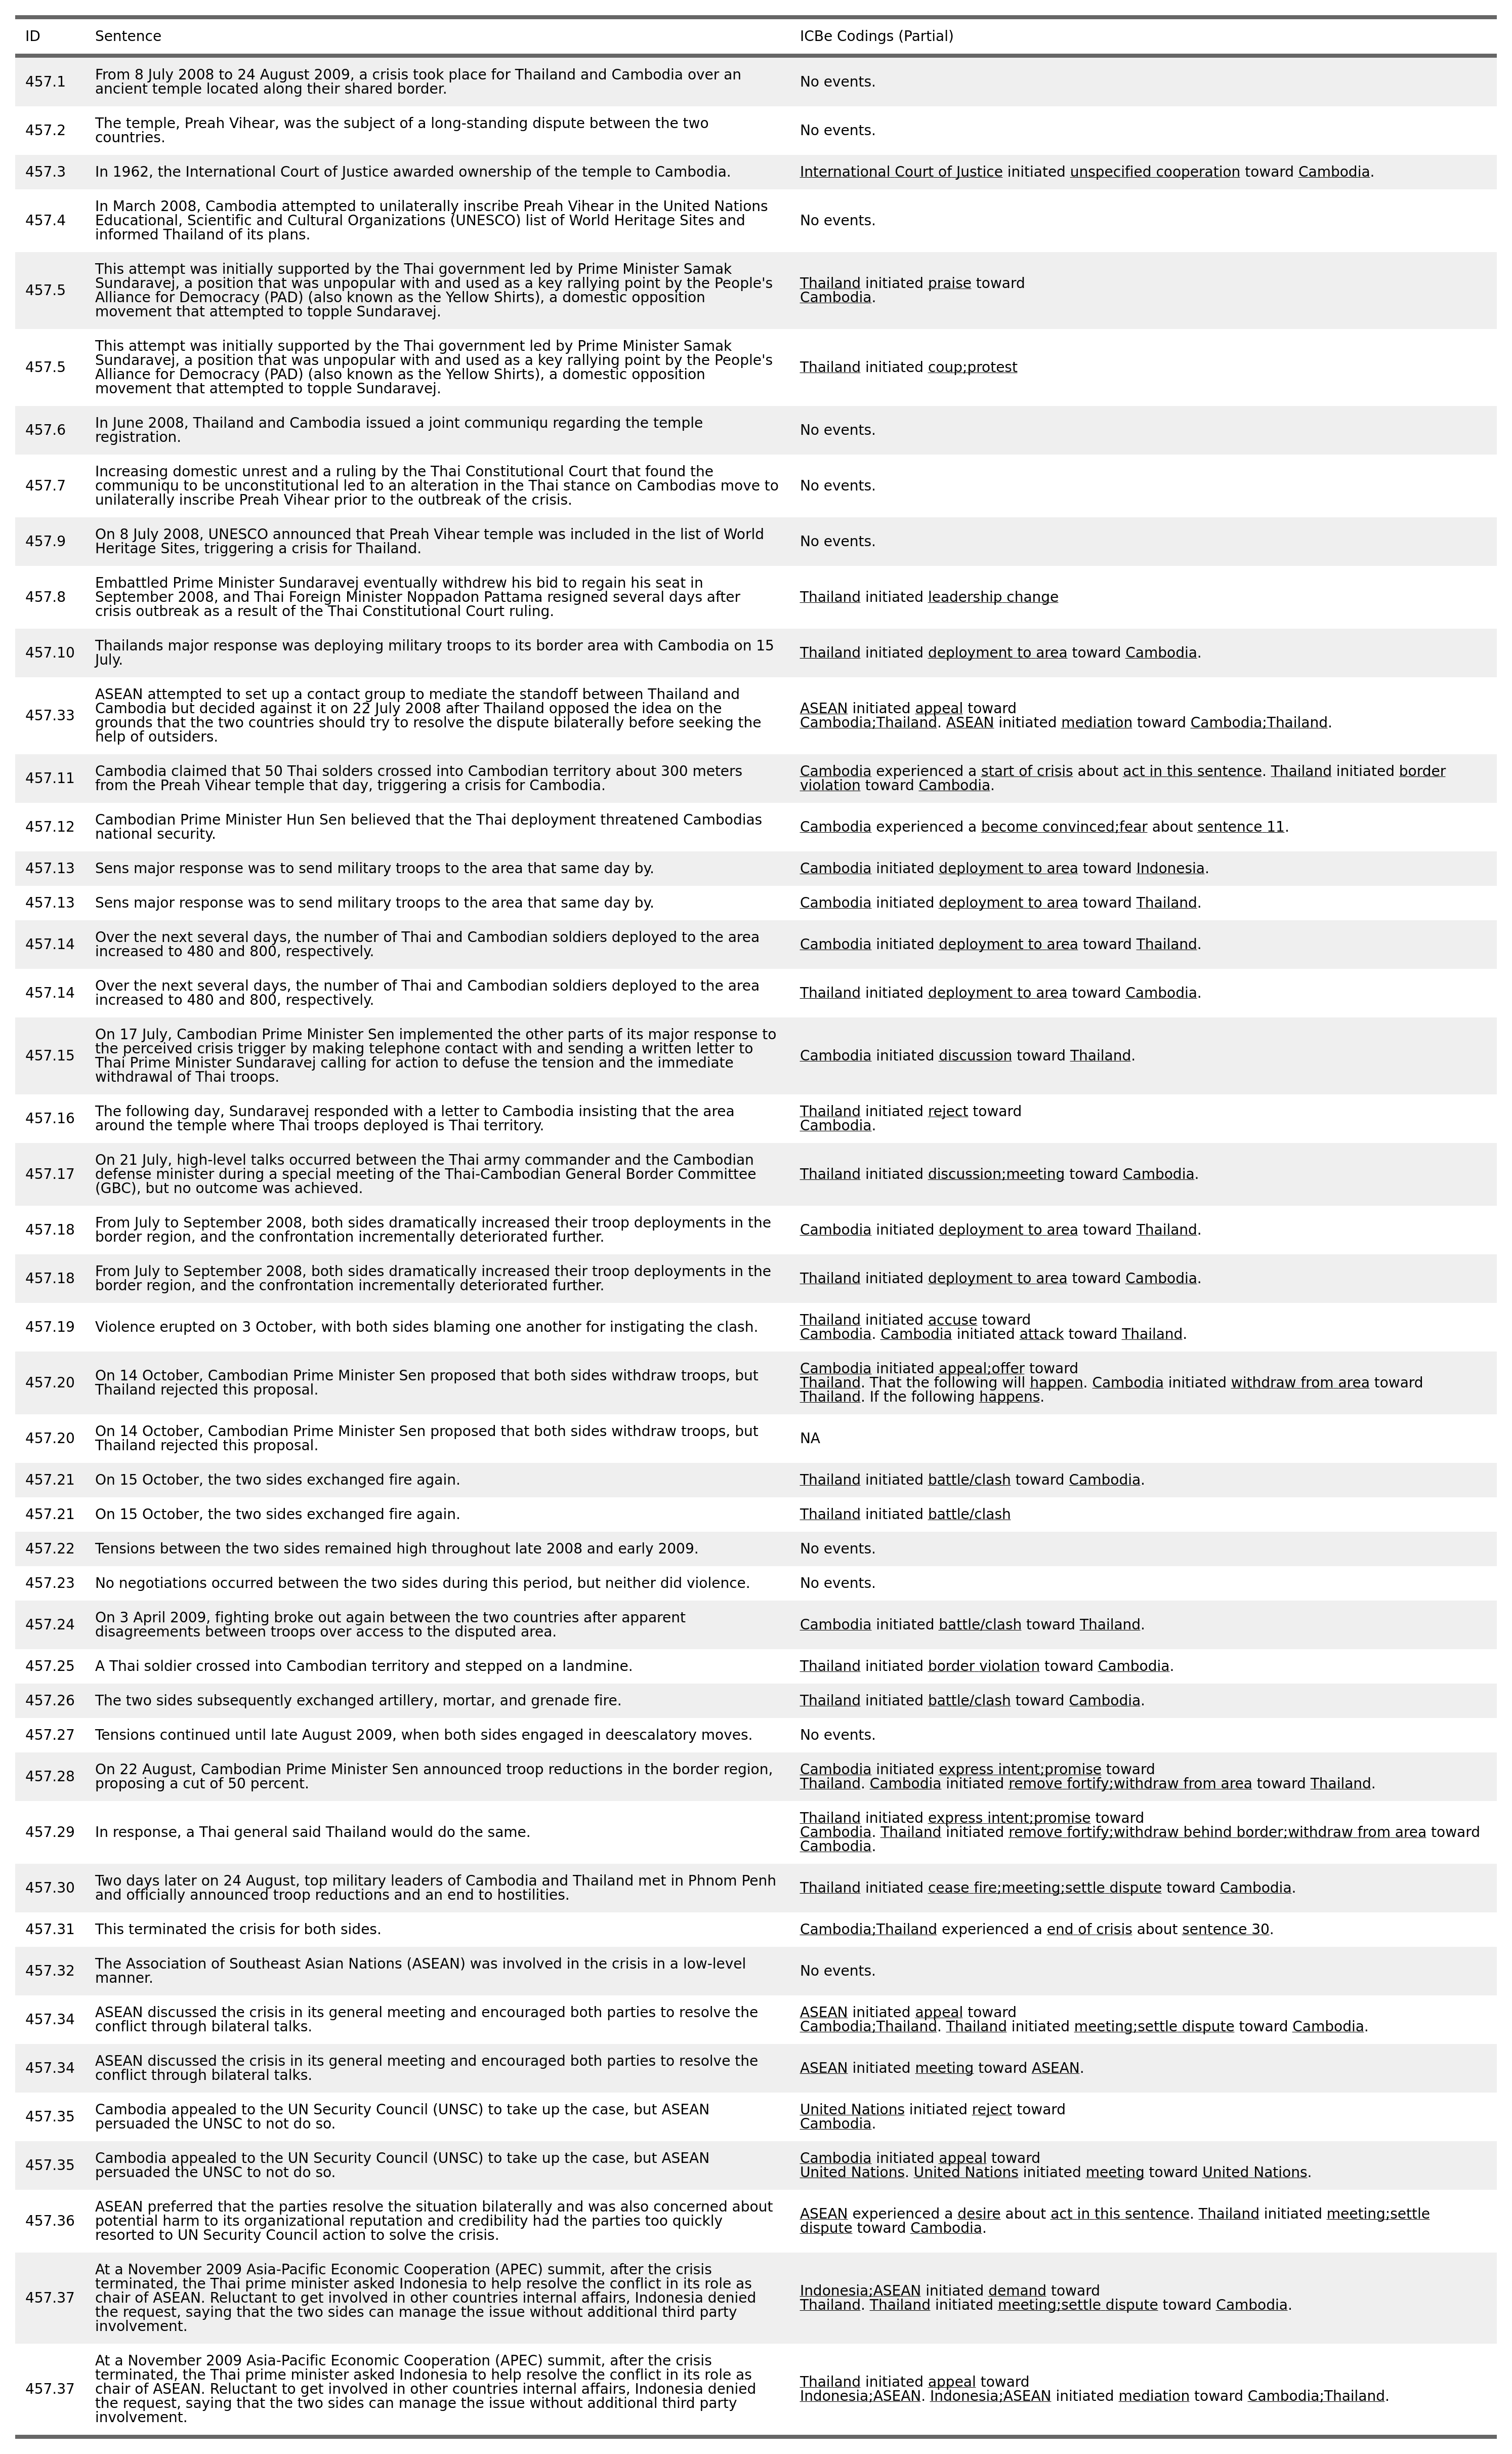 ID Sentence ICBe Codings (Partial)
457.1 From 8 July 2008 to 24 August 2009, a crisis took place for Thailand and Cambodia over an
ancient temple located along their shared border.
No events.
457.2 The temple, Preah Vihear, was the subject of a long-standing dispute between the two
countries.
No events.
457.3 In 1962, the International Court of Justice awarded ownership of the temple to Cambodia.
International Court of Justice initiated unspecified cooperation toward Cambodia.
457.4 In March 2008, Cambodia attempted to unilaterally inscribe Preah Vihear in the United Nations
Educational, Scientific and Cultural Organizations (UNESCO) list of World Heritage Sites and
informed Thailand of its plans.
No events.
457.5 This attempt was initially supported by the Thai government led by Prime Minister Samak
Sundaravej, a position that was unpopular with and used as a key rallying point by the People's
Alliance for Democracy (PAD) (also known as the Yellow Shirts), a domestic opposition
movement that attempted to topple Sundaravej.
Thailand initiated praise toward
Cambodia.
457.5 This attempt was initially supported by the Thai government led by Prime Minister Samak
Sundaravej, a position that was unpopular with and used as a key rallying point by the People's
Alliance for Democracy (PAD) (also known as the Yellow Shirts), a domestic opposition
movement that attempted to topple Sundaravej.
Thailand initiated coup;protest
457.6 In June 2008, Thailand and Cambodia issued a joint communiqu regarding the temple
registration.
No events.
457.7 Increasing domestic unrest and a ruling by the Thai Constitutional Court that found the
communiqu to be unconstitutional led to an alteration in the Thai stance on Cambodias move to
unilaterally inscribe Preah Vihear prior to the outbreak of the crisis.
No events.
457.9 On 8 July 2008, UNESCO announced that Preah Vihear temple was included in the list of World
Heritage Sites, triggering a crisis for Thailand.
No events.
457.8 Embattled Prime Minister Sundaravej eventually withdrew his bid to regain his seat in
September 2008, and Thai Foreign Minister Noppadon Pattama resigned several days after
crisis outbreak as a result of the Thai Constitutional Court ruling.
Thailand initiated leadership change
457.10 Thailands major response was deploying military troops to its border area with Cambodia on 15
July.
Thailand initiated deployment to area toward Cambodia.
457.33 ASEAN attempted to set up a contact group to mediate the standoff between Thailand and
Cambodia but decided against it on 22 July 2008 after Thailand opposed the idea on the
grounds that the two countries should try to resolve the dispute bilaterally before seeking the
help of outsiders.
ASEAN initiated appeal toward
Cambodia;Thailand. ASEAN initiated mediation toward Cambodia;Thailand.
457.11 Cambodia claimed that 50 Thai solders crossed into Cambodian territory about 300 meters
from the Preah Vihear temple that day, triggering a crisis for Cambodia.
Cambodia experienced a start of crisis about act in this sentence. Thailand initiated border
violation toward Cambodia.
457.12 Cambodian Prime Minister Hun Sen believed that the Thai deployment threatened Cambodias
national security.
Cambodia experienced a become convinced;fear about sentence 11.
457.13 Sens major response was to send military troops to the area that same day by.
Cambodia initiated deployment to area toward Indonesia.
457.13 Sens major response was to send military troops to the area that same day by.
Cambodia initiated deployment to area toward Thailand.
457.14 Over the next several days, the number of Thai and Cambodian soldiers deployed to the area
increased to 480 and 800, respectively.
Cambodia initiated deployment to area toward Thailand.
457.14 Over the next several days, the number of Thai and Cambodian soldiers deployed to the area
increased to 480 and 800, respectively.
Thailand initiated deployment to area toward Cambodia.
457.15 On 17 July, Cambodian Prime Minister Sen implemented the other parts of its major response to
the perceived crisis trigger by making telephone contact with and sending a written letter to
Thai Prime Minister Sundaravej calling for action to defuse the tension and the immediate
withdrawal of Thai troops.
Cambodia initiated discussion toward Thailand.
457.16 The following day, Sundaravej responded with a letter to Cambodia insisting that the area
around the temple where Thai troops deployed is Thai territory.
Thailand initiated reject toward
Cambodia.
457.17 On 21 July, high-level talks occurred between the Thai army commander and the Cambodian
defense minister during a special meeting of the Thai-Cambodian General Border Committee
(GBC), but no outcome was achieved.
Thailand initiated discussion;meeting toward Cambodia.
457.18 From July to September 2008, both sides dramatically increased their troop deployments in the
border region, and the confrontation incrementally deteriorated further.
Cambodia initiated deployment to area toward Thailand.
457.18 From July to September 2008, both sides dramatically increased their troop deployments in the
border region, and the confrontation incrementally deteriorated further.
Thailand initiated deployment to area toward Cambodia.
457.19 Violence erupted on 3 October, with both sides blaming one another for instigating the clash.
Thailand initiated accuse toward
Cambodia. Cambodia initiated attack toward Thailand.
457.20 On 14 October, Cambodian Prime Minister Sen proposed that both sides withdraw troops, but
Thailand rejected this proposal.
Cambodia initiated appeal;offer toward
Thailand. That the following will happen. Cambodia initiated withdraw from area toward
Thailand. If the following happens.
457.20 On 14 October, Cambodian Prime Minister Sen proposed that both sides withdraw troops, but
Thailand rejected this proposal.
NA
457.21 On 15 October, the two sides exchanged fire again.
Thailand initiated battle/clash toward Cambodia.
457.21 On 15 October, the two sides exchanged fire again.
Thailand initiated battle/clash
457.22 Tensions between the two sides remained high throughout late 2008 and early 2009.
No events.
457.23 No negotiations occurred between the two sides during this period, but neither did violence.
No events.
457.24 On 3 April 2009, fighting broke out again between the two countries after apparent
disagreements between troops over access to the disputed area.
Cambodia initiated battle/clash toward Thailand.
457.25 A Thai soldier crossed into Cambodian territory and stepped on a landmine.
Thailand initiated border violation toward Cambodia.
457.26 The two sides subsequently exchanged artillery, mortar, and grenade fire.
Thailand initiated battle/clash toward Cambodia.
457.27 Tensions continued until late August 2009, when both sides engaged in deescalatory moves.
No events.
457.28 On 22 August, Cambodian Prime Minister Sen announced troop reductions in the border region,
proposing a cut of 50 percent.
Cambodia initiated express intent;promise toward
Thailand. Cambodia initiated remove fortify;withdraw from area toward Thailand.
457.29 In response, a Thai general said Thailand would do the same.
Thailand initiated express intent;promise toward
Cambodia. Thailand initiated remove fortify;withdraw behind border;withdraw from area toward
Cambodia.
457.30 Two days later on 24 August, top military leaders of Cambodia and Thailand met in Phnom Penh
and officially announced troop reductions and an end to hostilities.
Thailand initiated cease fire;meeting;settle dispute toward Cambodia.
457.31 This terminated the crisis for both sides.
Cambodia;Thailand experienced a end of crisis about sentence 30.
457.32 The Association of Southeast Asian Nations (ASEAN) was involved in the crisis in a low-level
manner.
No events.
457.34 ASEAN discussed the crisis in its general meeting and encouraged both parties to resolve the
conflict through bilateral talks.
ASEAN initiated appeal toward
Cambodia;Thailand. Thailand initiated meeting;settle dispute toward Cambodia.
457.34 ASEAN discussed the crisis in its general meeting and encouraged both parties to resolve the
conflict through bilateral talks.
ASEAN initiated meeting toward ASEAN.
457.35 Cambodia appealed to the UN Security Council (UNSC) to take up the case, but ASEAN
persuaded the UNSC to not do so.
United Nations initiated reject toward
Cambodia.
457.35 Cambodia appealed to the UN Security Council (UNSC) to take up the case, but ASEAN
persuaded the UNSC to not do so.
Cambodia initiated appeal toward
United Nations. United Nations initiated meeting toward United Nations.
457.36 ASEAN preferred that the parties resolve the situation bilaterally and was also concerned about
potential harm to its organizational reputation and credibility had the parties too quickly
resorted to UN Security Council action to solve the crisis.
ASEAN experienced a desire about act in this sentence. Thailand initiated meeting;settle
dispute toward Cambodia.
457.37 At a November 2009 Asia-Pacific Economic Cooperation (APEC) summit, after the crisis
terminated, the Thai prime minister asked Indonesia to help resolve the conflict in its role as
chair of ASEAN. Reluctant to get involved in other countries internal affairs, Indonesia denied
the request, saying that the two sides can manage the issue without additional third party
involvement.
Indonesia;ASEAN initiated demand toward
Thailand. Thailand initiated meeting;settle dispute toward Cambodia.
457.37 At a November 2009 Asia-Pacific Economic Cooperation (APEC) summit, after the crisis
terminated, the Thai prime minister asked Indonesia to help resolve the conflict in its role as
chair of ASEAN. Reluctant to get involved in other countries internal affairs, Indonesia denied
the request, saying that the two sides can manage the issue without additional third party
involvement.
Thailand initiated appeal toward
Indonesia;ASEAN. Indonesia;ASEAN initiated mediation toward Cambodia;Thailand.